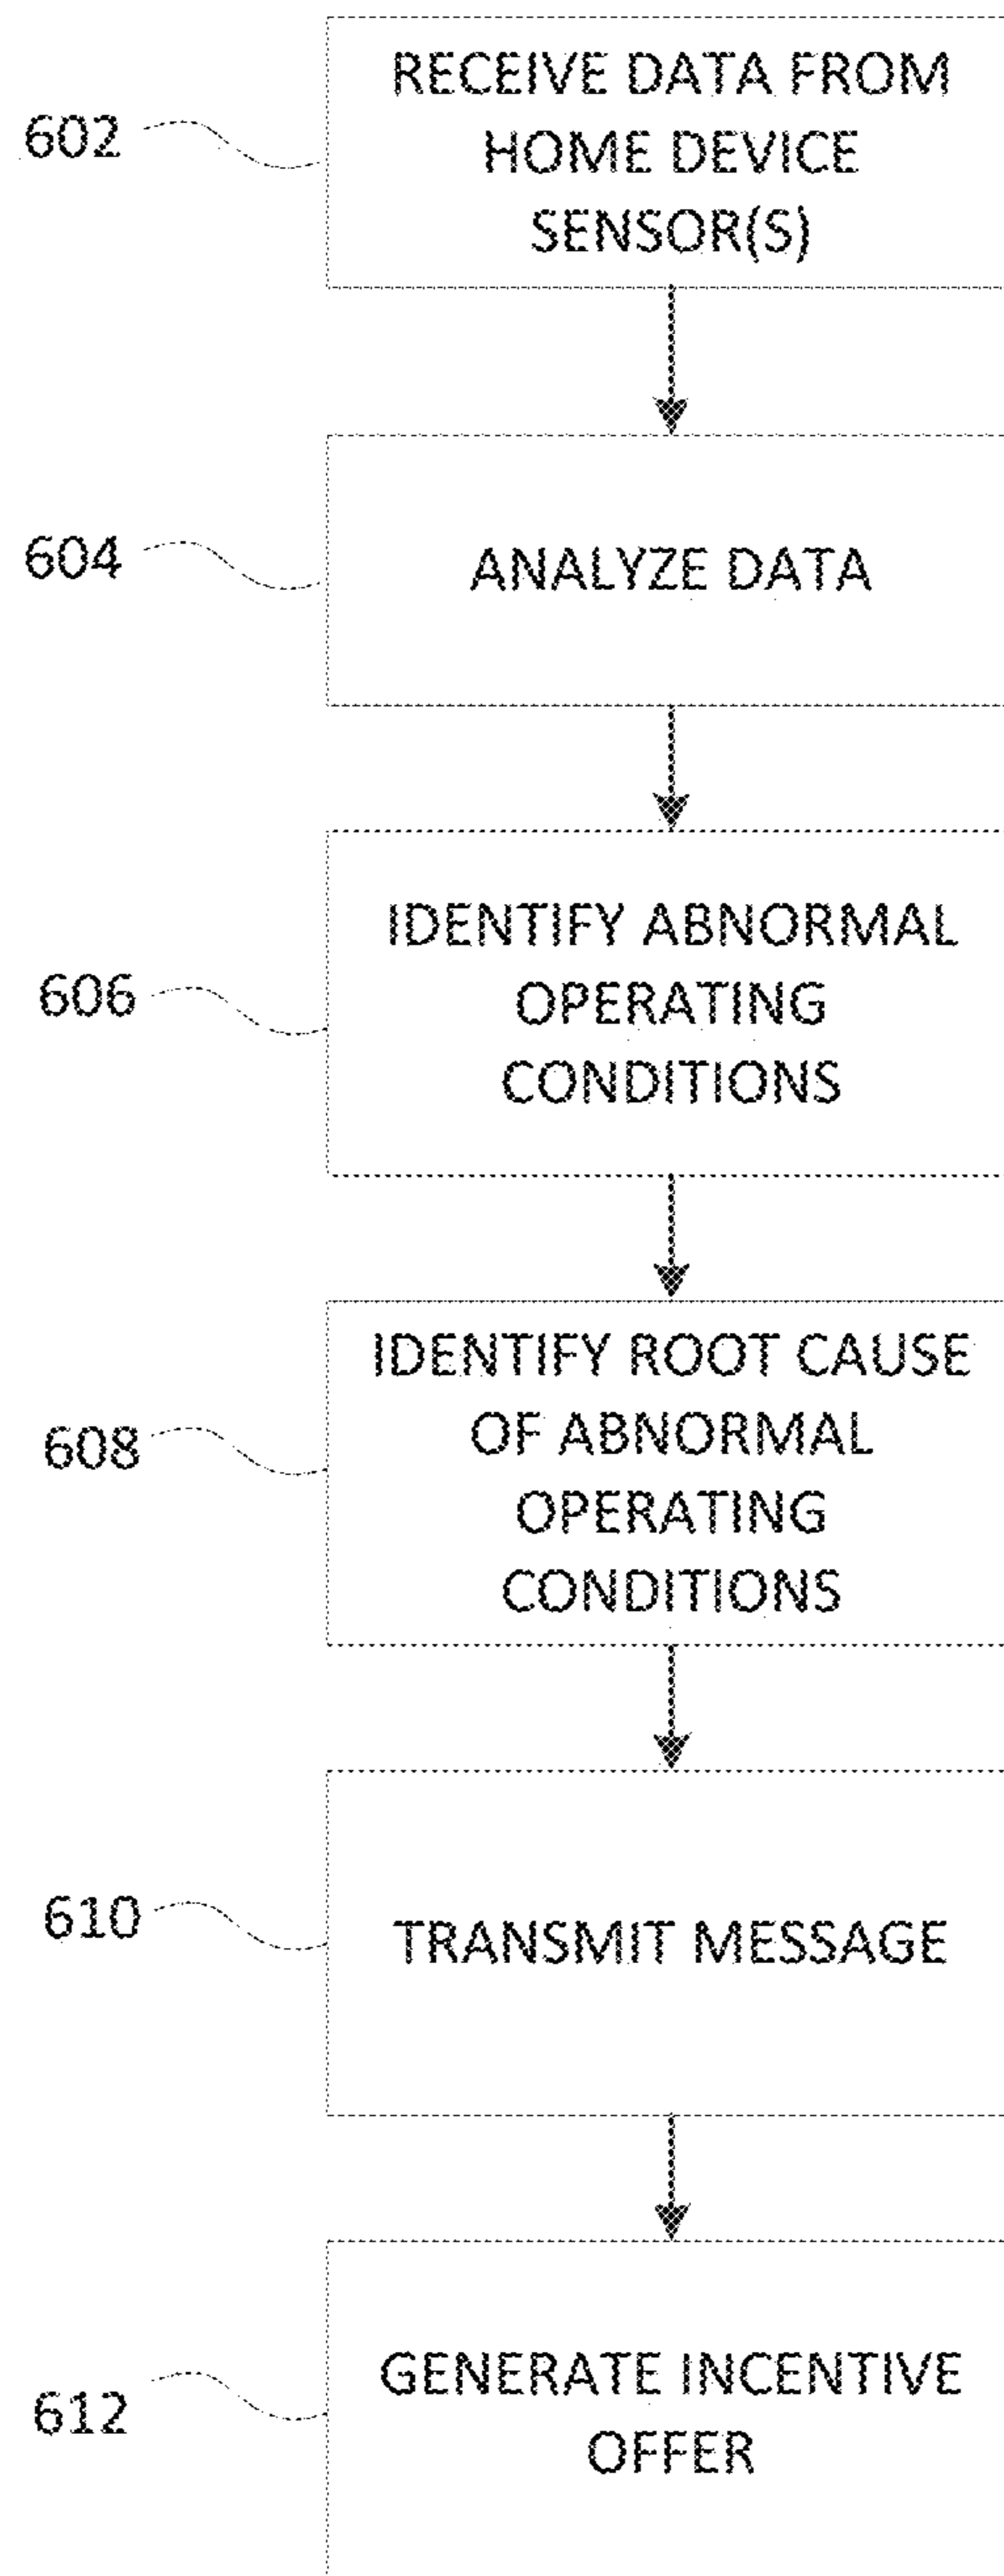 602
RECEIVE DATA FROM
HOME DEVICE
SENSOR(S)
604
ANALYZE DATA
606
IDENTIFY ABNORMAL
OPERATING
CONDITIONS
608
IDENTIFY ROOT CAUSE
OF ABNORMAL
OPERATING
CONDITIONS
610
TRANSMIT MESSAGE
612
GENERATE INCENTIVE
OFFER